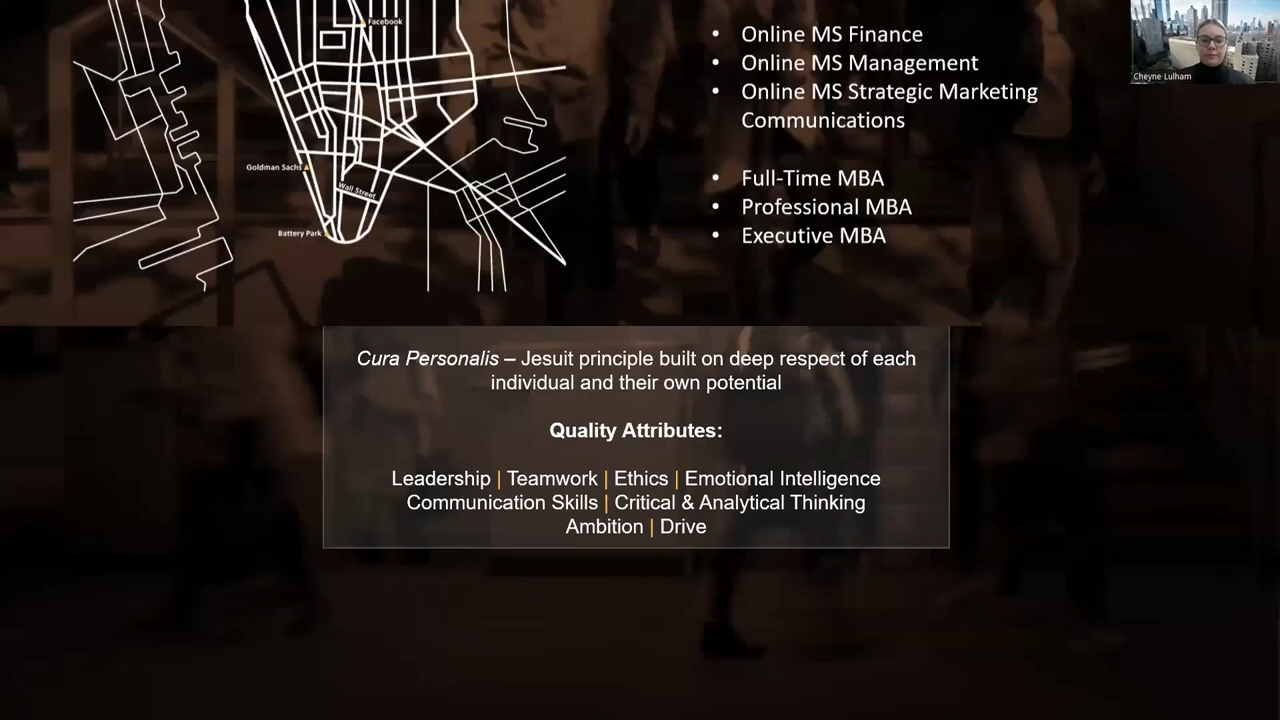 Facebook
Goldman Sachs
Wall Street
Battery Park
• Online MS Finance
• Online MS Management
• Online MS Strategic Marketing
Communications
• Full-Time MBA
• Professional MBA
• Executive MBA
Cheyne Lulham
Cura Personalis – Jesuit principle built on deep respect of each
individual and their own potential
Quality Attributes:
Leadership | Teamwork | Ethics | Emotional Intelligence
Communication Skills | Critical & Analytical Thinking
Ambition | Drive